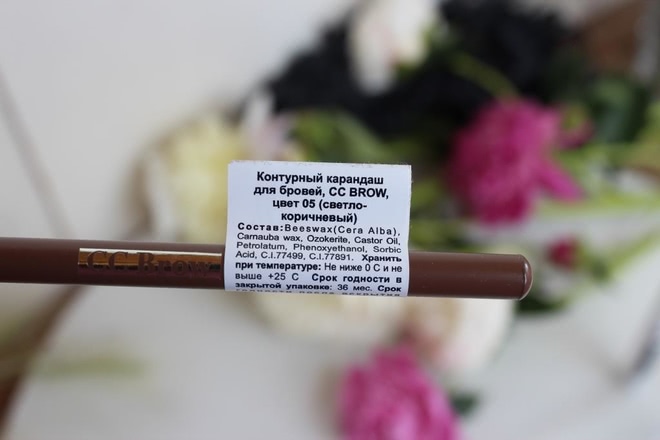 Контурный карандаш
для бровей, CC BROW,
цвет 05 (светло-
коричневый)
Состав:Beeswax(Cera Alba),
Carnauba wax, Ozokerite, Castor Oil,
Petrolatum, Phenoxyethanol, Sorbic
Acid, C.I.77499, C.I.77891. Хранить
при температуре: Не ниже 0 С и не
выше +25 С Срок годности в
закрытой упаковке: 36 мес. Срок
CC Brow